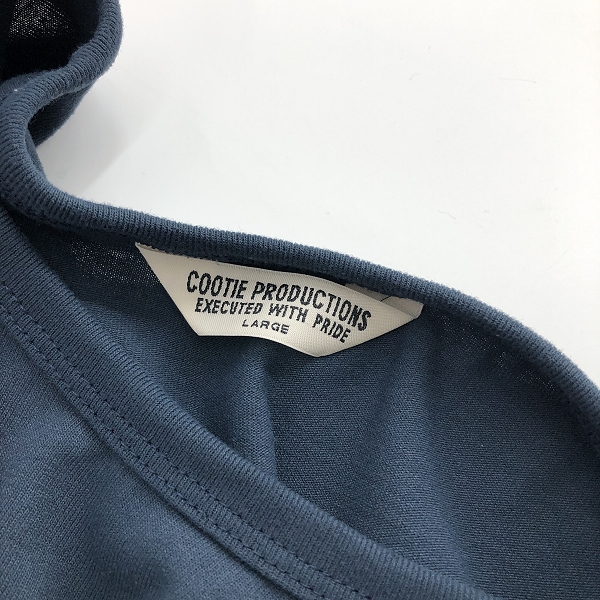 COOTIE PRODUCTIONS
EXECUTED WITH PRIDE
LARGE